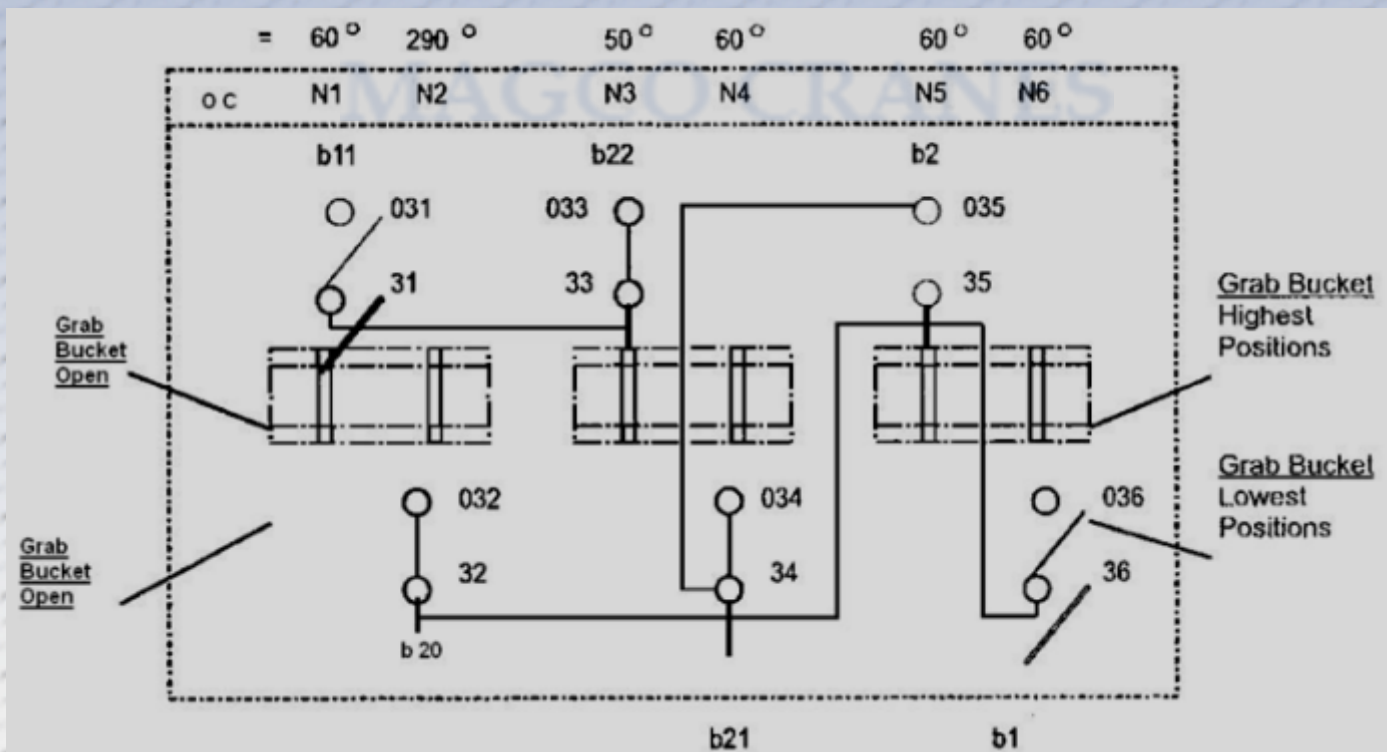 = 60° 290° 50° 60° 60° 60°
MAGCO CRANES
o c N1 N2 N3 N4 N5 N6
b11 b22 b2
031 033 035
31 33 35
Grab
Bucket
Open
Grab Bucket
Highest
Positions
032 034 036
Grab Bucket
Lowest
Positions
32 34 36
Grab
Bucket
Open
b 20
b21 b1